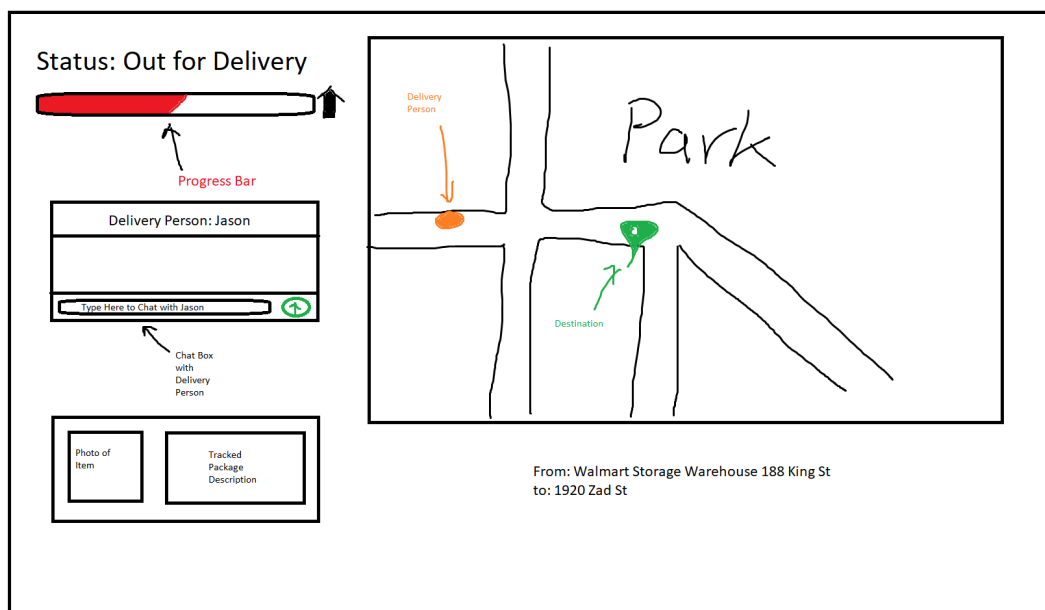 Status: Out for Delivery
Progress Bar
Delivery Person: Jason
Type Here to Chat with Jason
Chat Box
with
Delivery
Person
Photo of
Item
Tracked
Package
Description
Delivery
Person
Park
Destination
From: Walmart Storage Warehouse 188 King St
to: 1920 Zad St